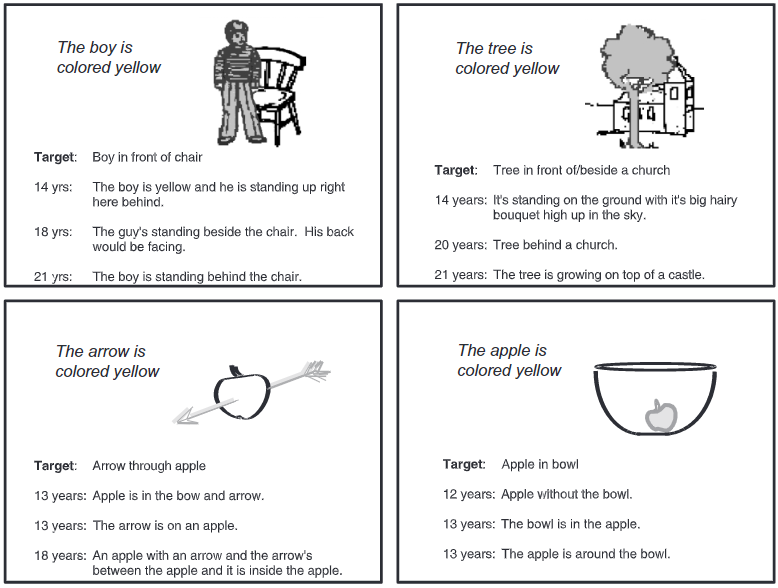 The boy is
colored yellow
Target: Boy in front of chair
14 yrs: The boy is yellow and he is standing up right
here behind.
18 yrs: The guy's standing beside the chair. His back
would be facing.
21 yrs: The boy is standing behind the chair.
The tree is
colored yellow
Target: Tree in front of/beside a church
14 years: It's standing on the ground with it's big hairy
bouquet high up in the sky.
20 years: Tree behind a church.
21 years: The tree is growing on top of a castle.
The arrow is
colored yellow
Target: Arrow through apple
13 years: Apple is in the bow and arrow.
13 years: The arrow is on an apple.
18 years: An apple with an arrow and the arrow's
between the apple and it is inside the apple.
The apple is
colored yellow
Target: Apple in bowl
12 years: Apple without the bowl.
13 years: The bowl is in the apple.
13 years: The apple is around the bowl.